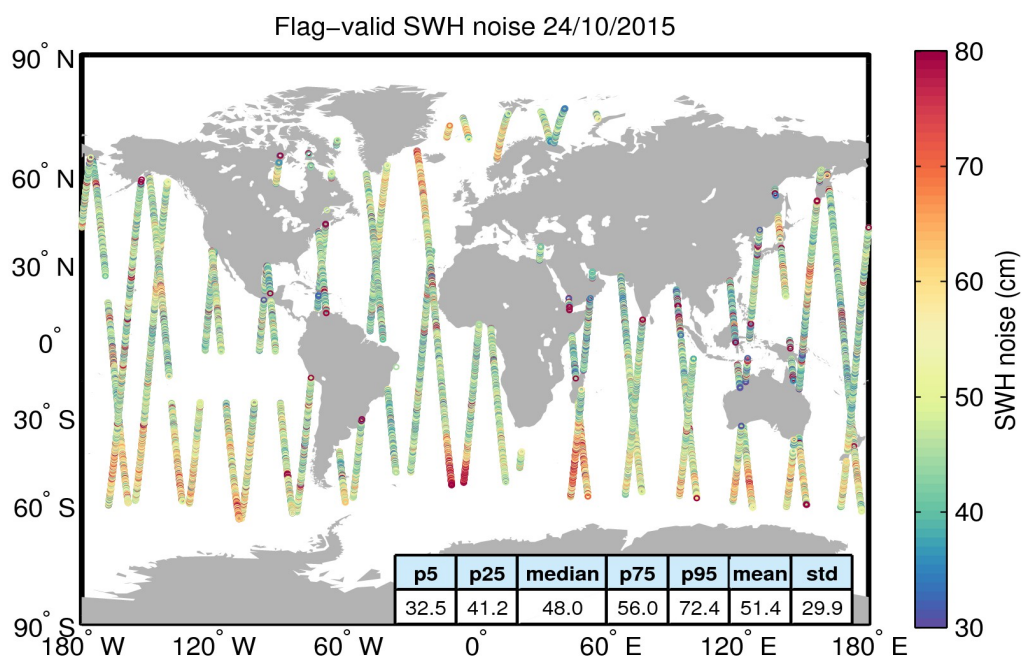 Flag−valid SWH noise 24/10/2015
90° N
60° N
30° N
0°
30° S
60° S
90° S
180° W
120° W
60° W
0°
60° E
120° E
180° E
p5 p25 median p75 p95 mean std
32.5 41.2 48.0 56.0 72.4 51.4 29.9
80
70
60
50
40
30
SWH noise (cm)